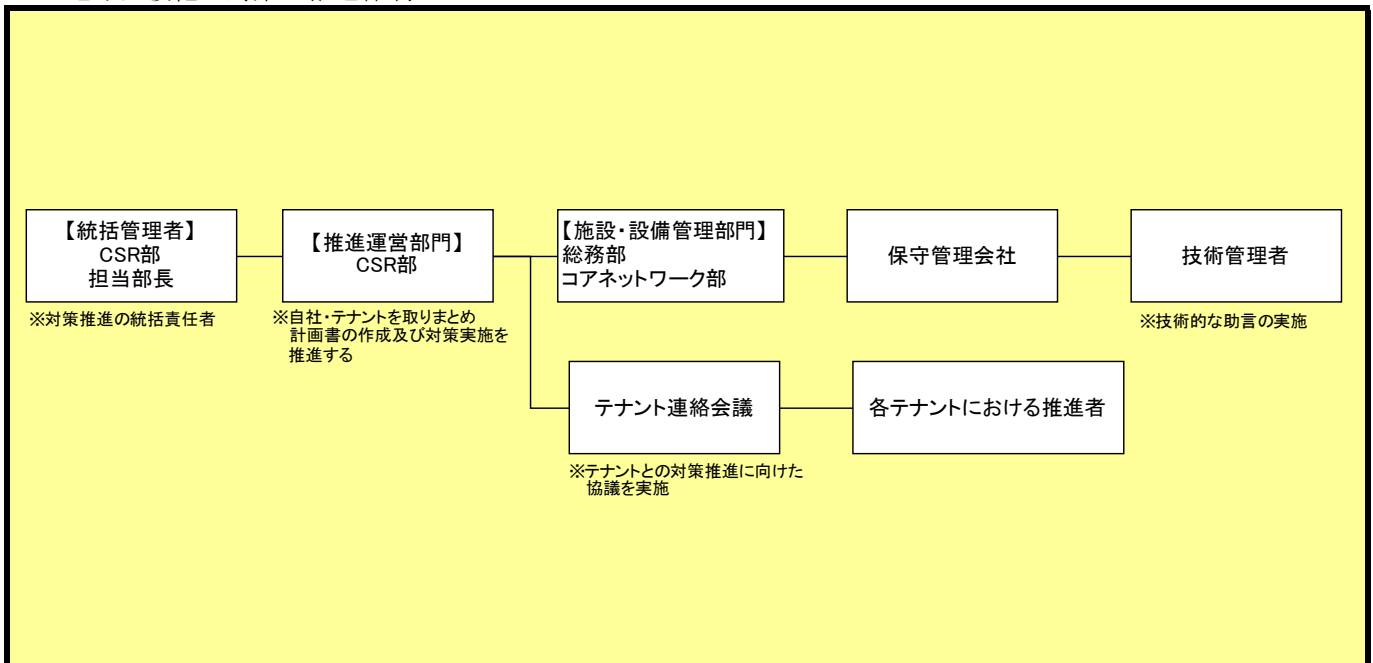 【統括管理者】
CSR部
担当部長
※対策推進の統括責任者
【推進運営部門】
CSR部
※自社・テナントを取りまとめ
計画書の作成及び対策実施を
推進する
【施設・設備管理部門】
総務部
コアネットワーク部
保守管理会社
技術管理者
※技術的な助言の実施
テナント連絡会議
※テナントとの対策推進に向けた
協議を実施
各テナントにおける推進者